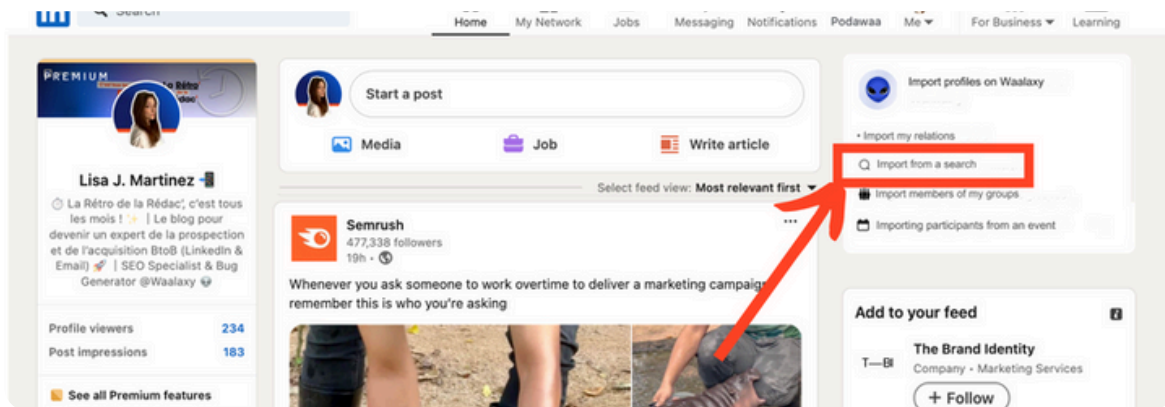 in
Search
Home My Network Jobs Messaging Notifications Podawaa Me For Business Learning
PREMIUM
La Rétro
Rédac'
Lisa J. Martinez
La Rétro de la Rédac', c'est tous
les mois ! | Le blog pour
devenir un expert de la prospection
et de l'acquisition BtoB (LinkedIn &
Email) | SEO Specialist & Bug
Generator @Waalaxy
Profile viewers 234
Post impressions 183
See all Premium features
Start a post
Media Job Write article
Select feed view: Most relevant first
Semrush
477,338 followers
19h •
Whenever you ask someone to work overtime to deliver a marketing campaign
remember this is who you're asking
Import profiles on Waalaxy
• Import my relations
Import from a search
Import members of my groups
Importing participants from an event
Add to your feed
T—BI
The Brand Identity
Company • Marketing Services
+ Follow